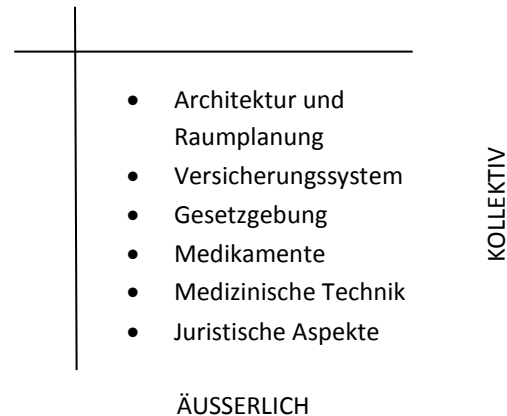 • Architektur und
Raumplanung
• Versicherungssystem
• Gesetzgebung
• Medikamente
• Medizinische Technik
• Juristische Aspekte
KOLLEKTIV
ÄUSSERLICH